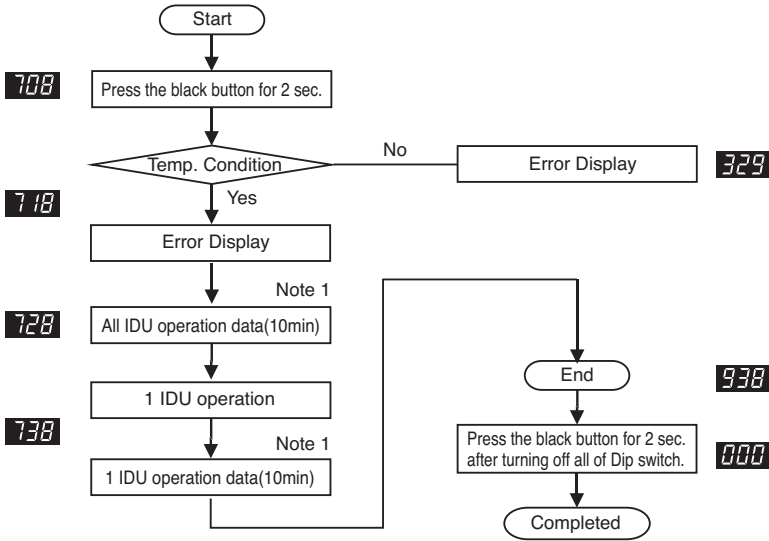 Start
708
Press the black button for 2 sec.
Temp. Condition
No
Error Display
329
718
Yes
Error Display
Note 1
728
All IDU operation data(10min)
1 IDU operation
738
Note 1
1 IDU operation data(10min)
End
938
Press the black button for 2 sec.
after turning off all of Dip switch.
000
Completed